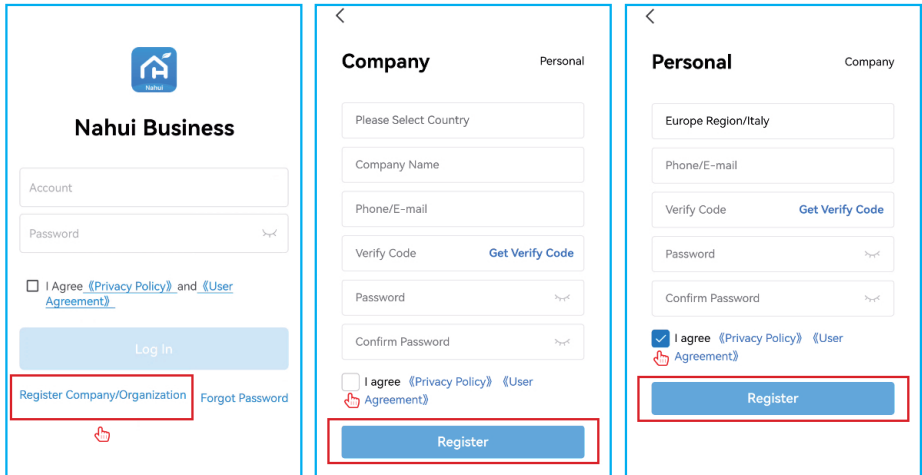 Nahui
Nahui Business
Account
Password
I Agree《Privacy Policy》and《User
Agreement》
Log In
Register Company/Organization
Forgot Password
Company
Personal
Please Select Country
Company Name
Phone/E-mail
Verify Code
Get Verify Code
Password
Confirm Password
I agree 《Privacy Policy》《User
Agreement》
Register
Personal
Company
Europe Region/Italy
Phone/E-mail
Verify Code
Get Verify Code
Password
Confirm Password
I agree 《Privacy Policy》《User
Agreement》
Register